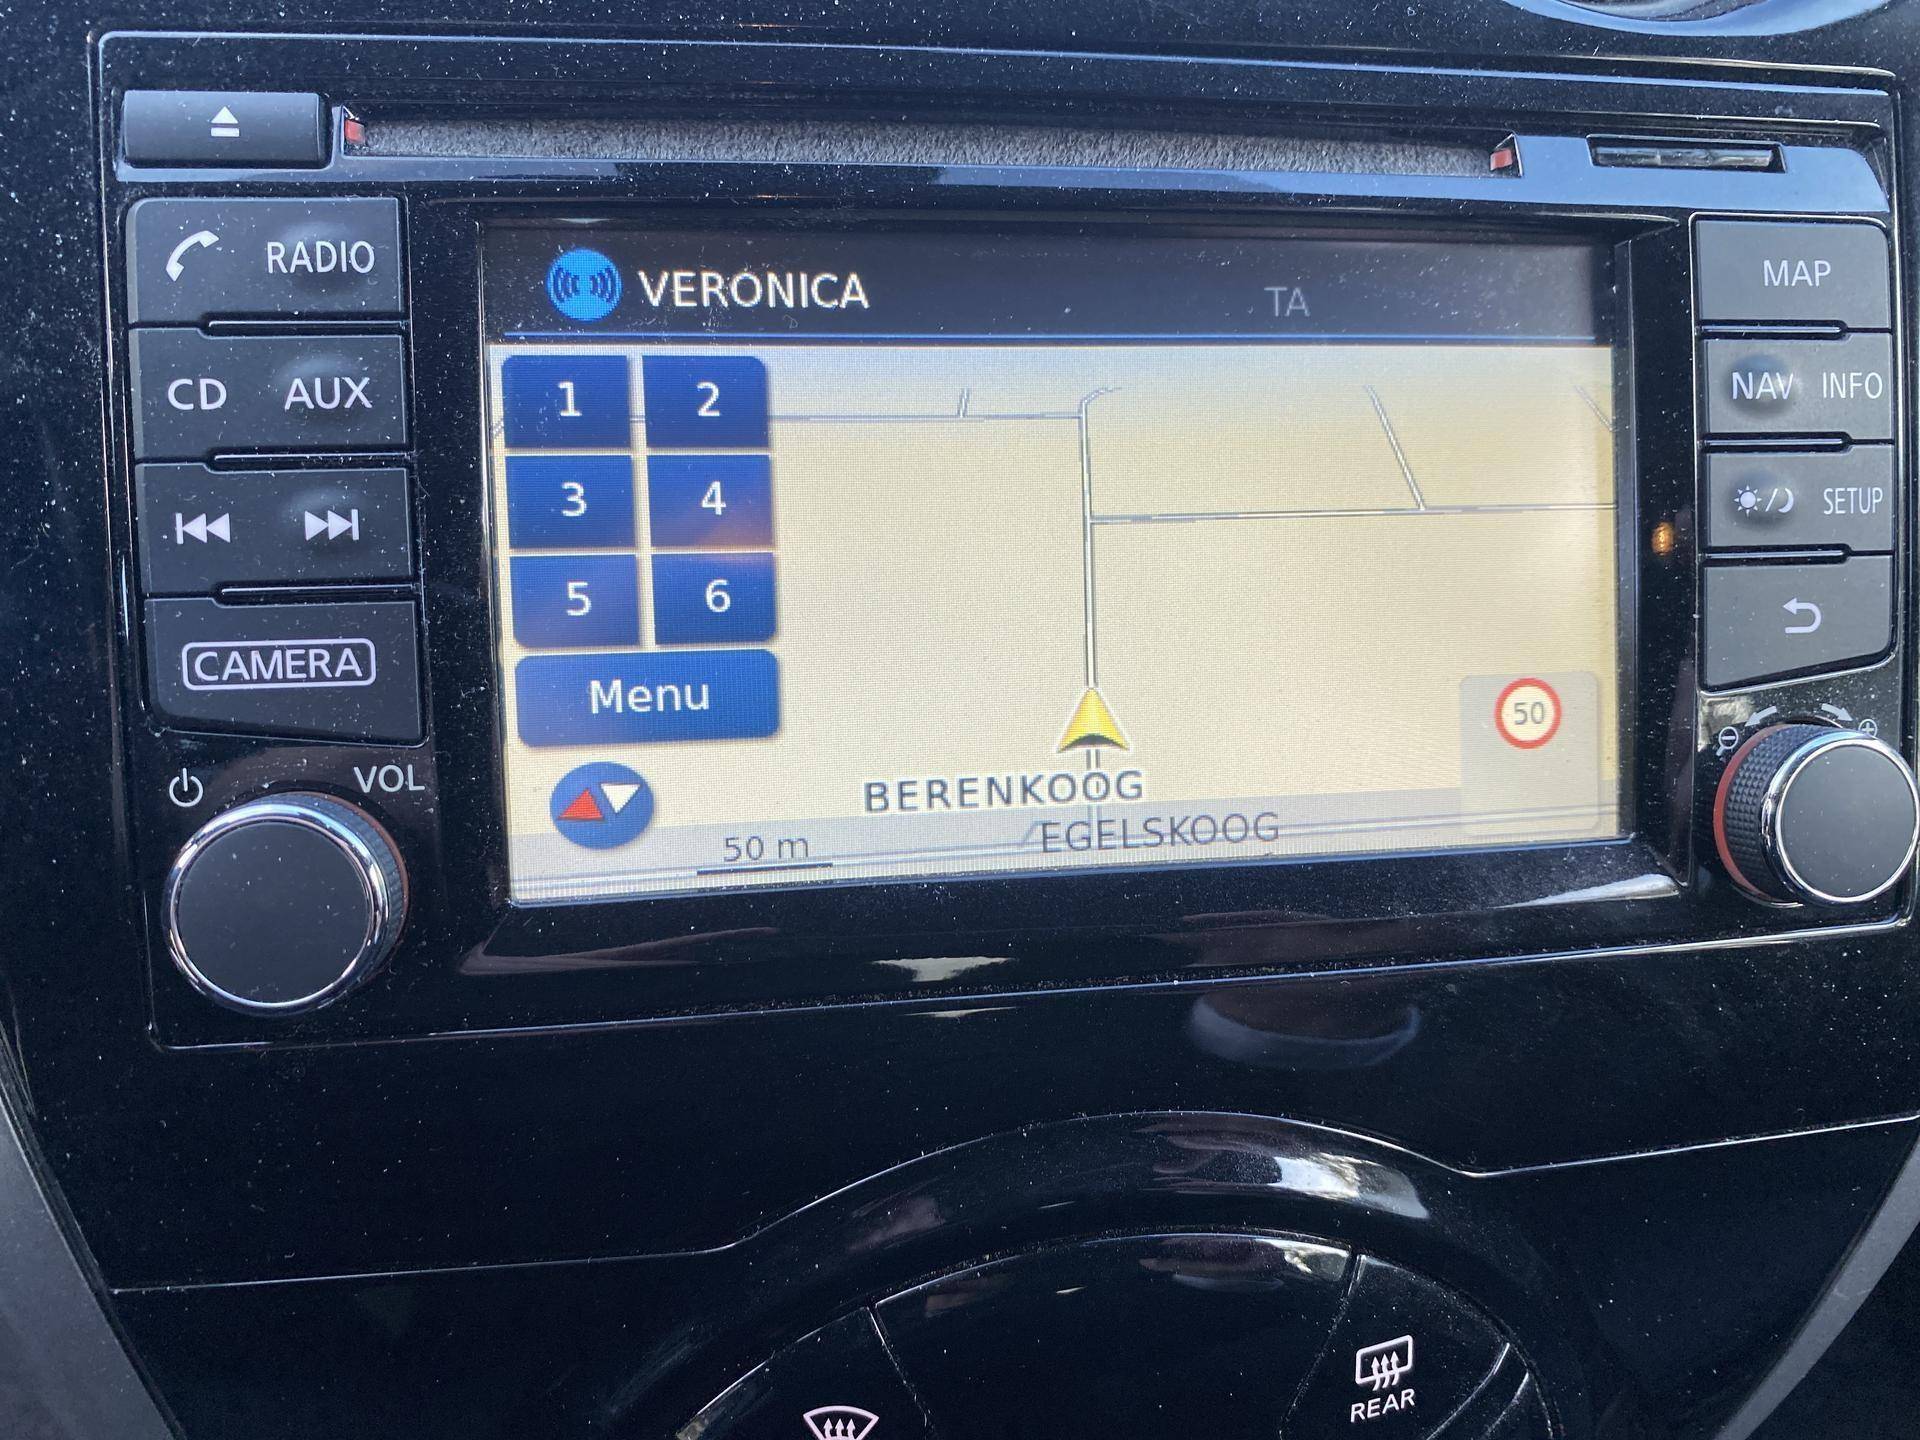 RADIO
CD AUX
CAMERA
VOL
VERONICA
TA
1 2
3 4
5 6
Menu
50 m
BERENKOOG
EGELSKOOG
50
MAP
NAV INFO
SETUP
REAR